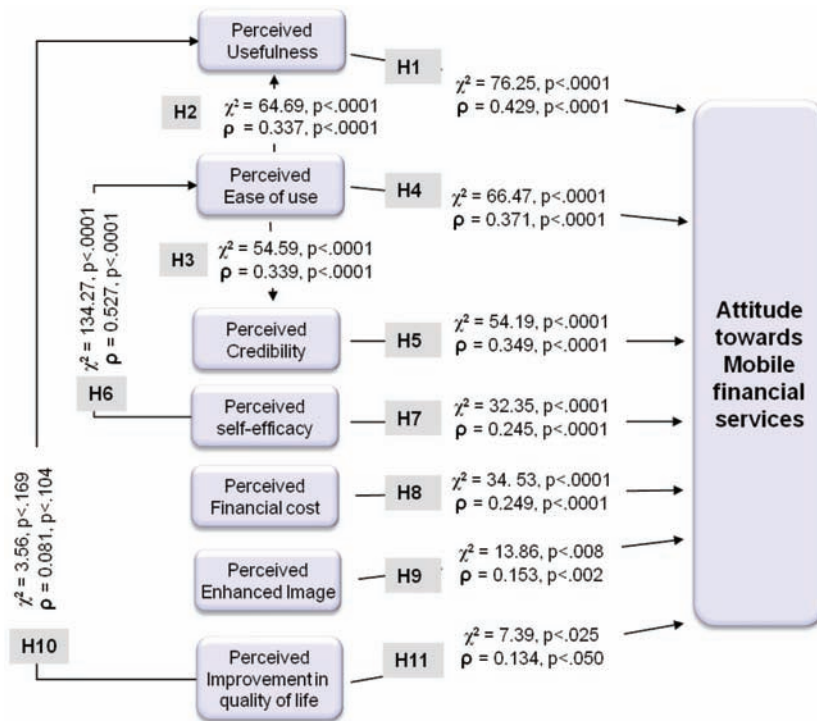 Perceived
Usefulness
H1
χ² = 76.25, p<.0001
ρ = 0.429, p<.0001
H2
χ² = 64.69, p<.0001
ρ = 0.337, p<.0001
Perceived
Ease of use
H4
χ² = 66.47, p<.0001
ρ = 0.371, p<.0001
H3
χ² = 54.59, p<.0001
ρ = 0.339, p<.0001
Perceived
Credibility
H5
χ² = 54.19, p<.0001
ρ = 0.349, p<.0001
χ² = 134.27, p<.0001
ρ = 0.527, p<.0001
H6
Perceived
self-efficacy
H7
χ² = 32.35, p<.0001
ρ = 0.245, p<.0001
Perceived
Financial cost
H8
χ² = 34. 53, p<.0001
ρ = 0.249, p<.0001
Perceived
Enhanced Image
H9
χ² = 13.86, p<.008
ρ = 0.153, p<.002
χ² = 3.56, p<.169
ρ = 0.081, p<.104
H10
Perceived
Improvement in
quality of life
H11
χ² = 7.39, p<.025
ρ = 0.134, p<.050
Attitude
towards
Mobile
financial
services